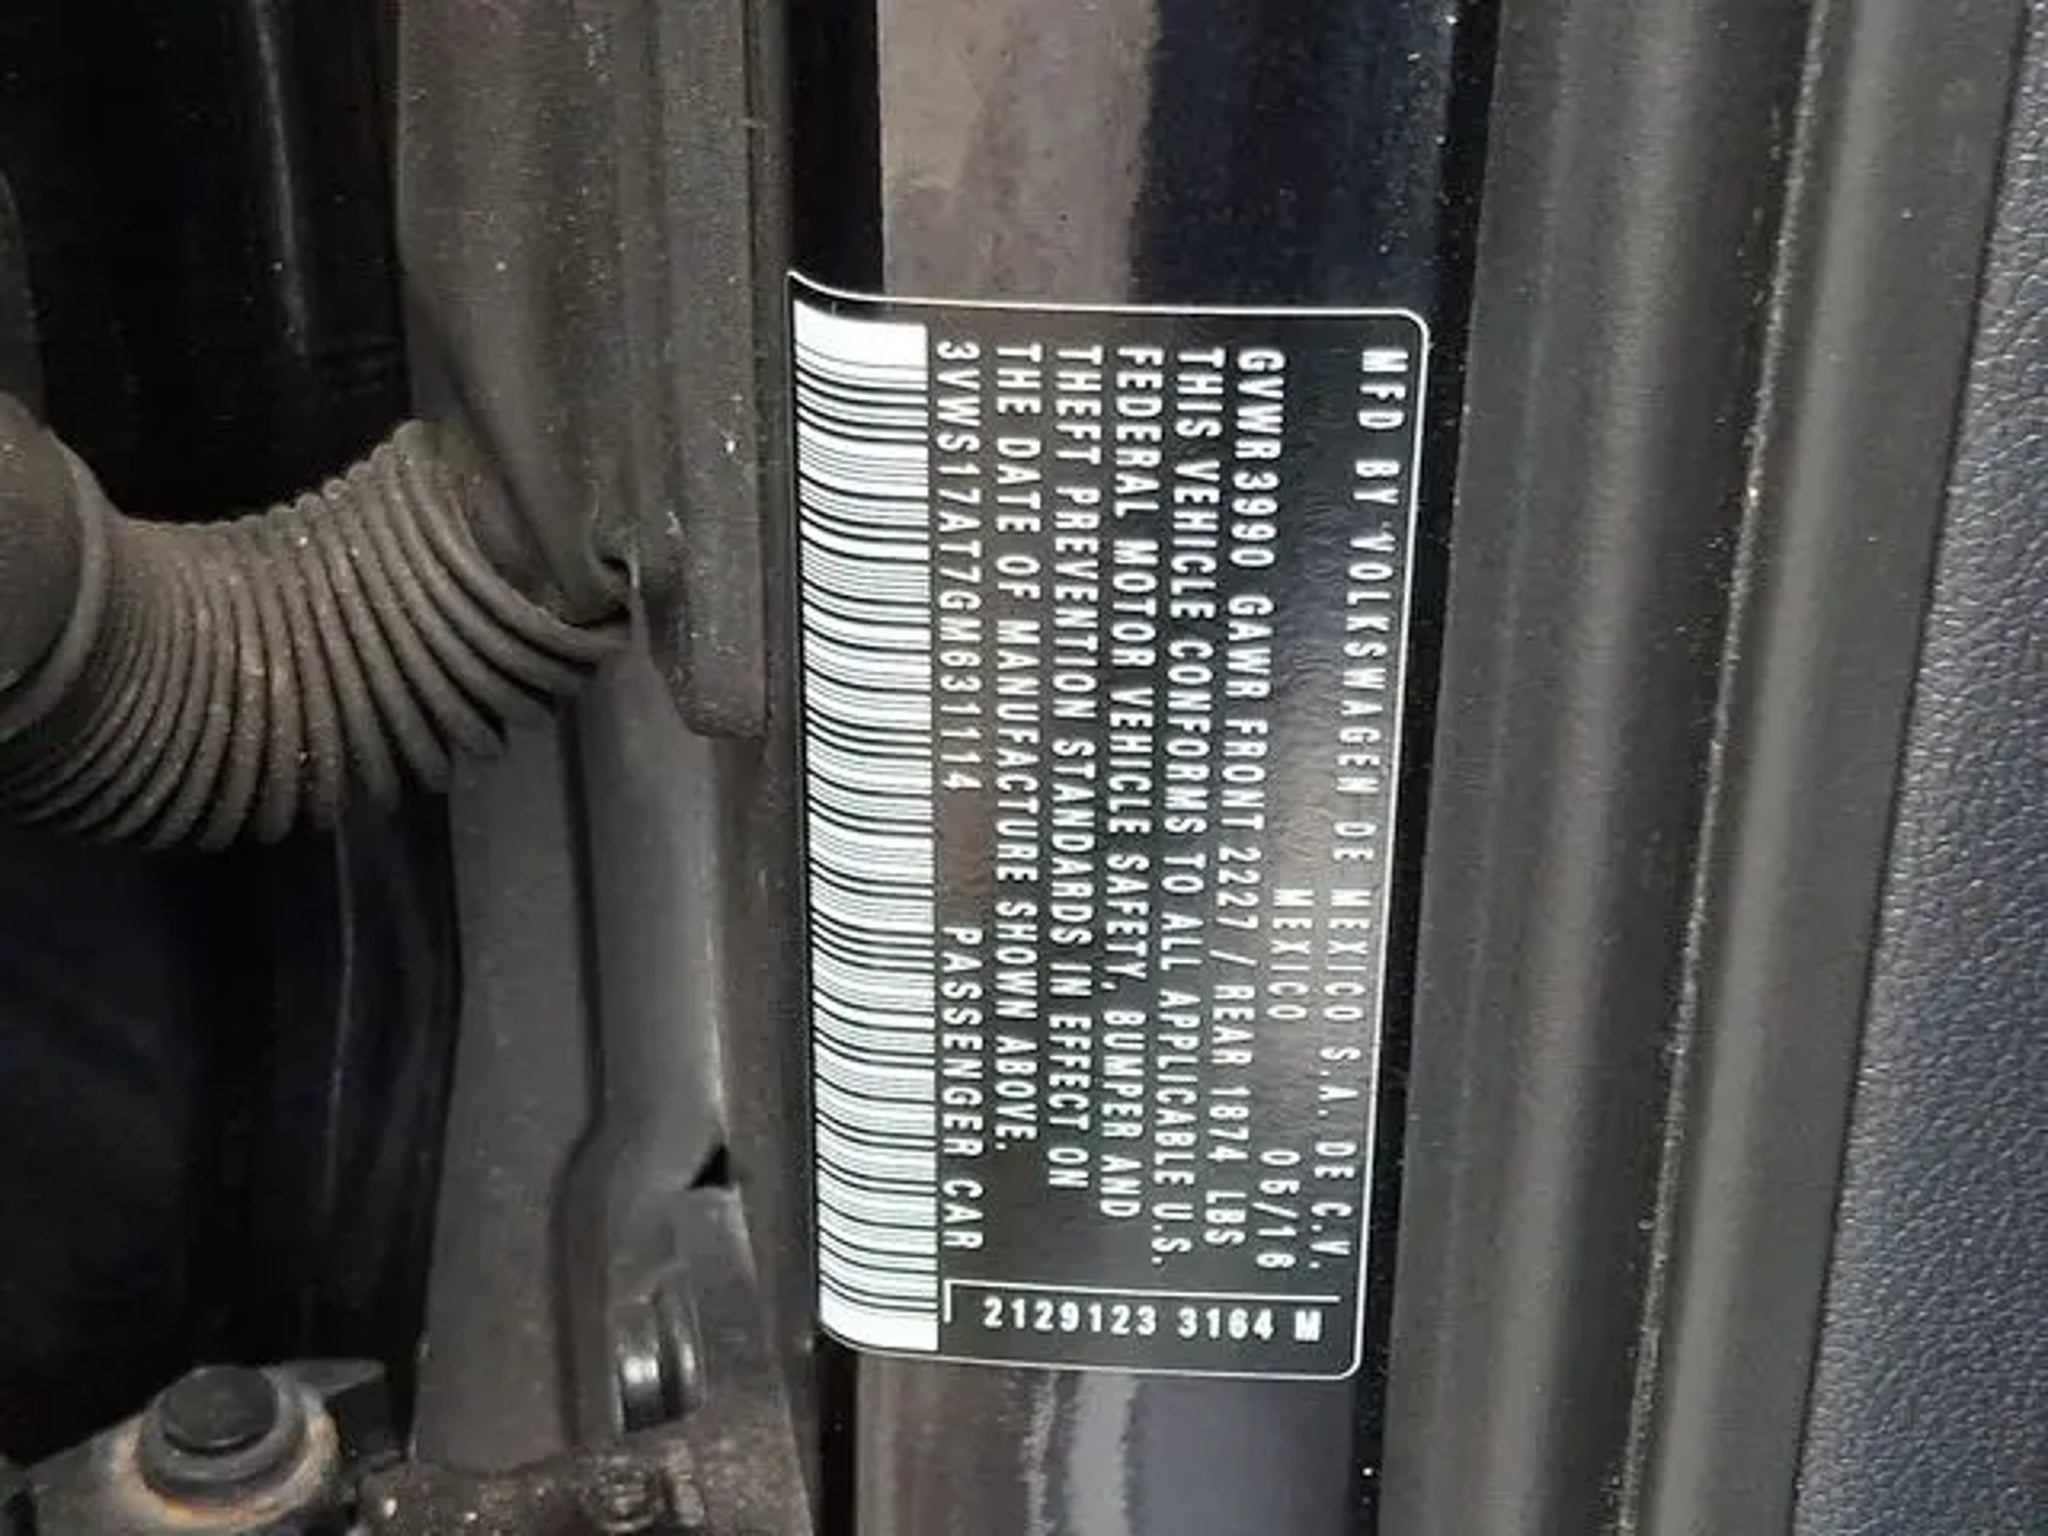 MFD BY VOLKSWAGEN DE MEXICO S.A. DE C.V.
MEXICO 05/16
GVWR3990 GAWR FRONT 2227 / REAR 1874 LBS
THIS VEHICLE CONFORMS TO ALL APPLICABLE U.S.
FEDERAL MOTOR VEHICLE SAFETY, BUMPER AND
THEFT PREVENTION STANDARDS IN EFFECT ON
THE DATE OF MANUFACTURE SHOWN ABOVE.
3VWS17AT7GM631114 PASSENGER CAR
2129123 3164 M